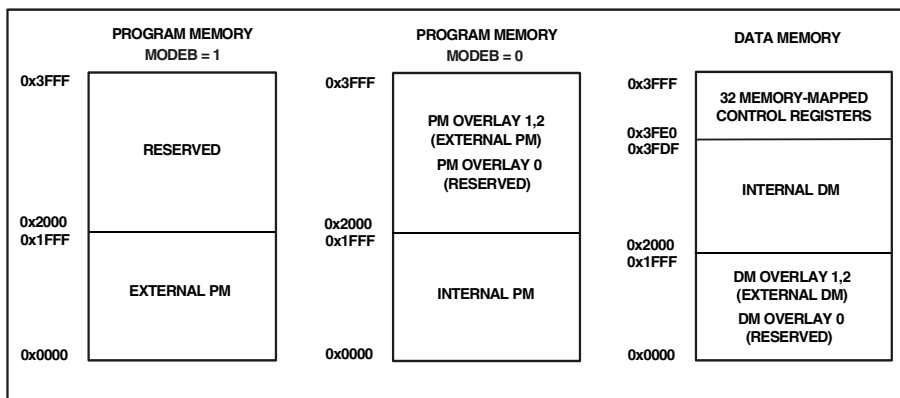 PROGRAM MEMORY
MODEB = 1
0x3FFF
RESERVED
0x2000
0x1FFF
EXTERNAL PM
0x0000
PROGRAM MEMORY
MODEB = 0
0x3FFF
PM OVERLAY 1,2
(EXTERNAL PM)
PM OVERLAY 0
(RESERVED)
0x2000
0x1FFF
INTERNAL PM
0x0000
DATA MEMORY
0x3FFF
32 MEMORY-MAPPED
CONTROL REGISTERS
0x3FE0
0x3FDF
INTERNAL DM
0x2000
0x1FFF
DM OVERLAY 1,2
(EXTERNAL DM)
DM OVERLAY 0
(RESERVED)
0x0000